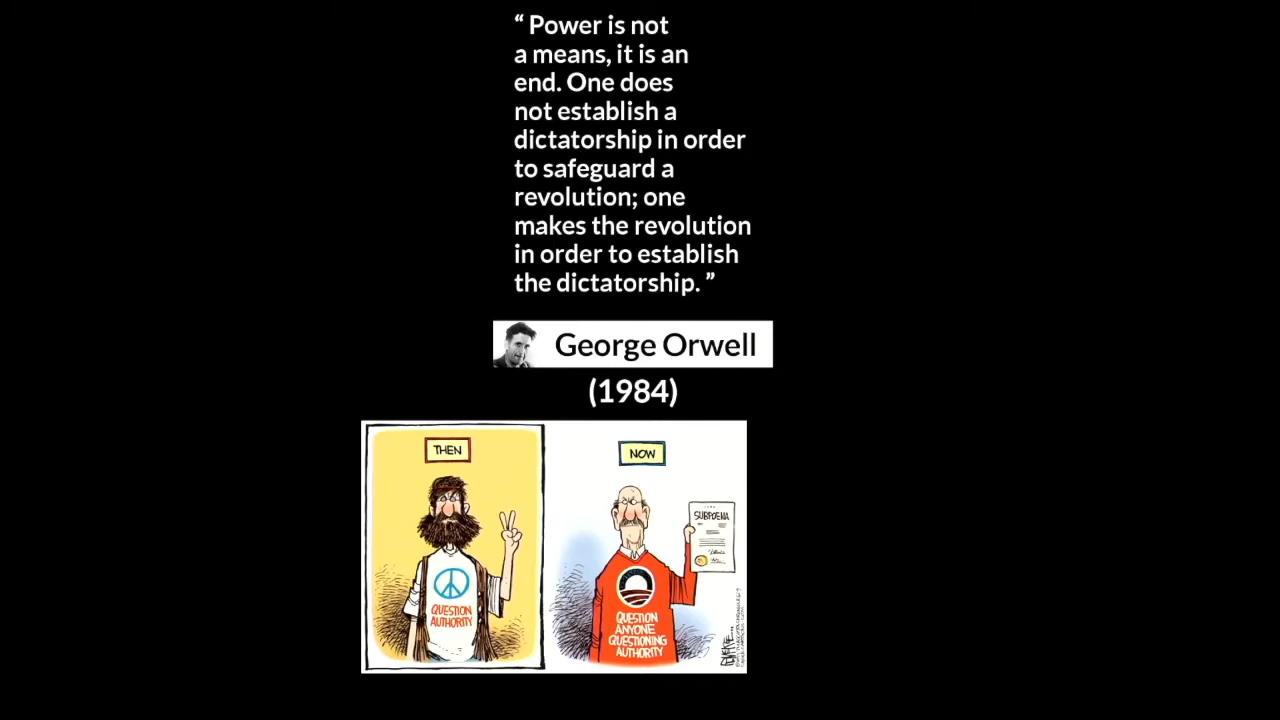 “ Power is not
a means, it is an
end. One does
not establish a
dictatorship in order
to safeguard a
revolution; one
makes the revolution
in order to establish
the dictatorship. ”
George Orwell
(1984)
THEN
QUESTION
AUTHORITY
NOW
SUBPOENA
QUESTION
ANYONE
QUESTIONING
AUTHORITY